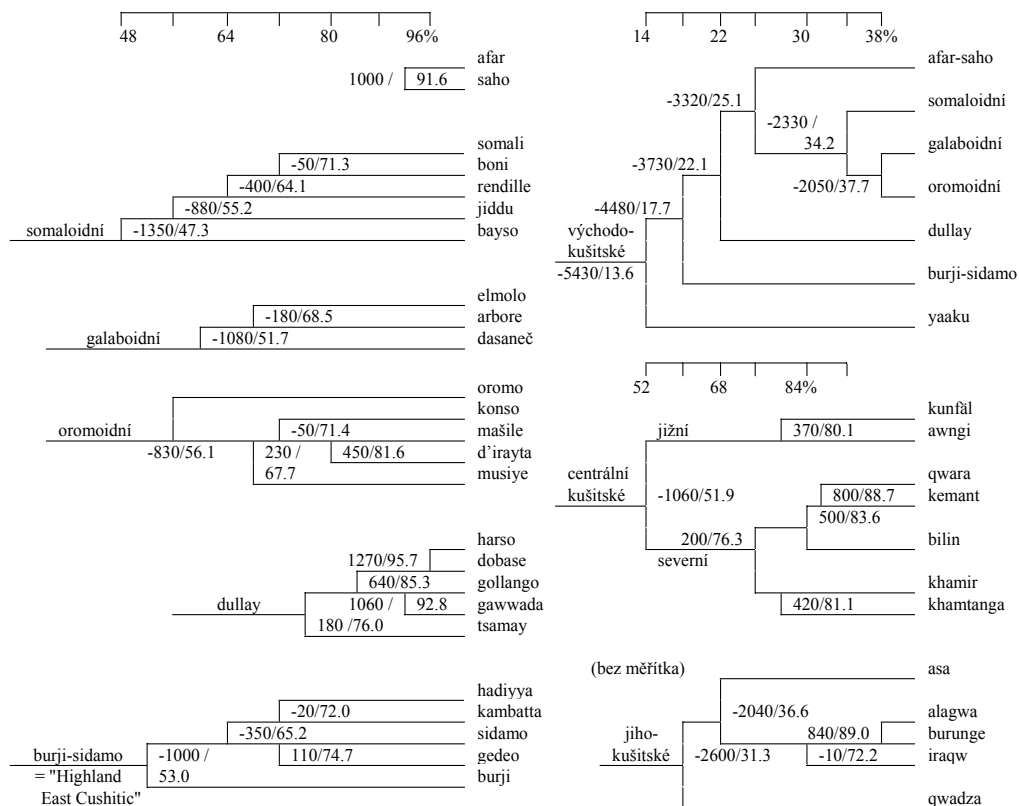 48 64 80 96%
afar
1000 / 91.6 saho
somali
-50/71.3 boni
-400/64.1 rendille
-880/55.2 jiddu
somaloidní -1350/47.3 bayso
elmolo
-180/68.5 arbore
galaboidní -1080/51.7 dasaneč
oromo
konso
oromoidní -50/71.4 mašile
-830/56.1 230 / 450/81.6 d’irayta
67.7 musiye
harso
1270/95.7 dobase
640/85.3 gollango
dullay 1060 / 92.8 gawwada
180 /76.0 tsamay
hadiyya
-20/72.0 kambatta
-350/65.2 sidamo
burji-sidamo -1000 / 110/74.7 gedeo
= "Highland 53.0 burji
East Cushitic"
14 22 30 38%
afar-saho
-3320/25.1 somaloidní
-2330 /
34.2 galaboidní
-3730/22.1
-2050/37.7 oromoidní
-4480/17.7
východo- dullay
kušitské
-5430/13.6 burji-sidamo
yaaku
52 68 84%
kunfäl
jižní 370/80.1 awngi
centrální qwara
kušitské -1060/51.9 800/88.7 kemant
500/83.6
200/76.3 bilin
severní
khamir
420/81.1 khamtanga
(bez měřítka) asa
-2040/36.6 alagwa
jiho- 840/89.0 burunge
kušitské -2600/31.3 -10/72.2 iraqw
qwadza